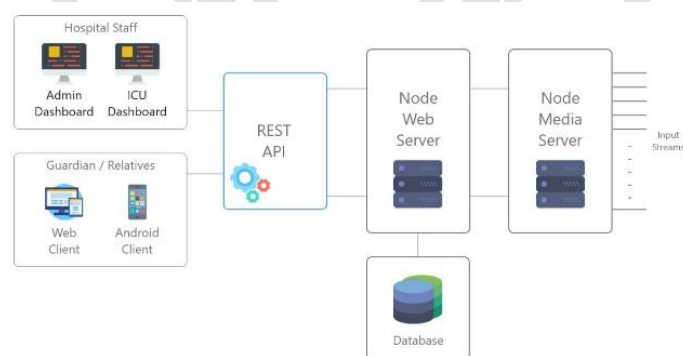 Hospital Staff
Admin
Dashboard
ICU
Dashboard
Guardian / Relatives
Web
Client
Android
Client
REST
API
Node
Web
Server
Node
Media
Server
Input
Streams
Database